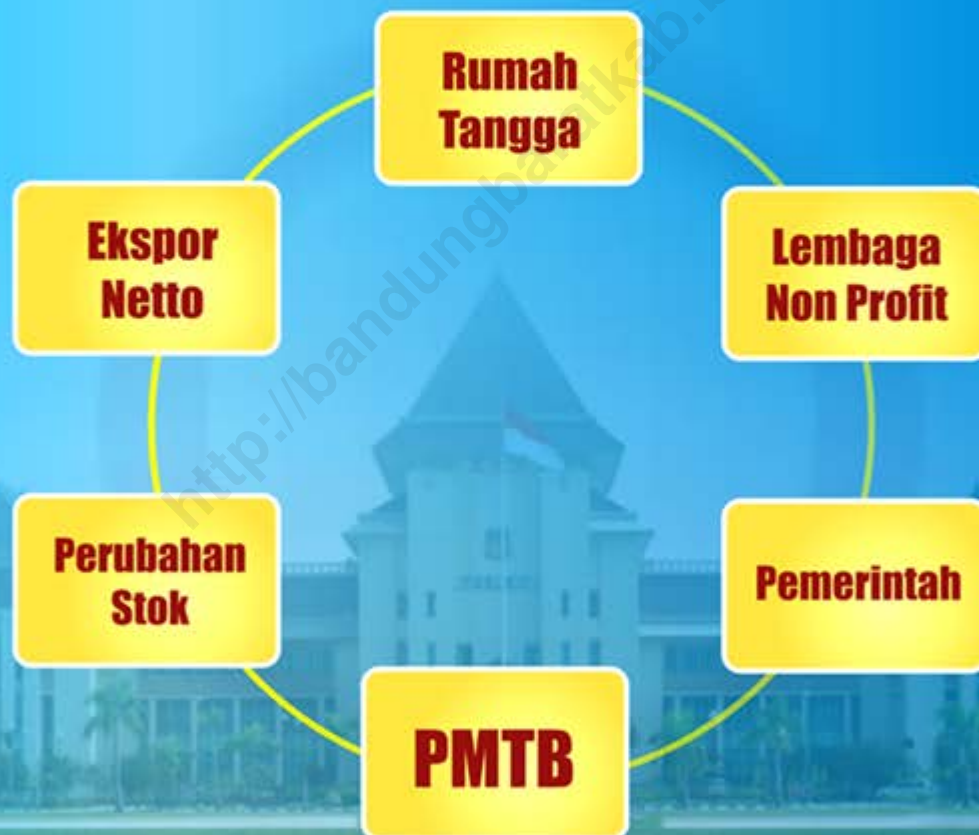 Rumah
Tangga
Ekspor
Netto
Lembaga
Non Profit
Perubahan
Stok
Pemerintah
PMTB